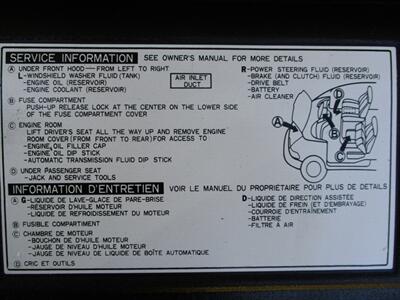 SERVICE INFORMATION SEE OWNER'S MANUAL FOR MORE DETAILS
A UNDER FRONT HOOD—FROM LEFT TO RIGHT
L-WINDSHIELD WASHER FLUID(TANK)
-ENGINE OIL (RESERVOIR)
-ENGINE COOLANT (RESERVOIR)
AIR INLET
DUCT
R-POWER STEERING FLUID (RESERVOIR)
-BRAKE (AND CLUTCH) FLUID (RESERVOIR)
-DRIVE BELT
-BATTERY
-AIR CLEANER
B FUSE COMPARTMENT
PUSH-UP RELEASE LOCK AT THE CENTER ON THE LOWER SIDE
OF THE FUSE COMPARTMENT COVER
C ENGINE ROOM
LIFT DRIVER'S SEAT ALL THE WAY UP AND REMOVE ENGINE
ROOM COVER (FROM FRONT TO REAR) FOR ACCESS TO
-ENGINE OIL FILLER CAP
-ENGINE OIL DIP STICK
-AUTOMATIC TRANSMISSION FLUID DIP STICK
D UNDER PASSENGER SEAT
-JACK AND SERVICE TOOLS
A
B
C
D
INFORMATION D'ENTRETIEN VOIR LE MANUEL DU PROPRIÉTAIRE POUR PLUS DE DETAILS
A G-LIQUIDE DE LAVE-GLACE DE PARE-BRISE
-RÉSERVOIR D'HUILE MOTEUR
-LIQUIDE DE REFROIDISSEMENT DU MOTEUR
D-LIQUIDE DE DIRECTION ASSISTÉE
-LIQUIDE DE FREIN (ET D'EMBRAYAGE)
-COURROIE D'ENTRAÎNEMENT
-BATTERIE
-FILTRE À AIR
B FUSIBLE COMPARTIMENT
C CHAMBRE DE MOTEUR
-BOUCHON DE D'HUILE MOTEUR
-JAUGE DE NIVEAU D'HUILE MOTEUR
-JAUGE DE NIVEAU DE LIQUIDE DE BOÎTE AUTOMATIQUE
D CRIC ET OUTILS